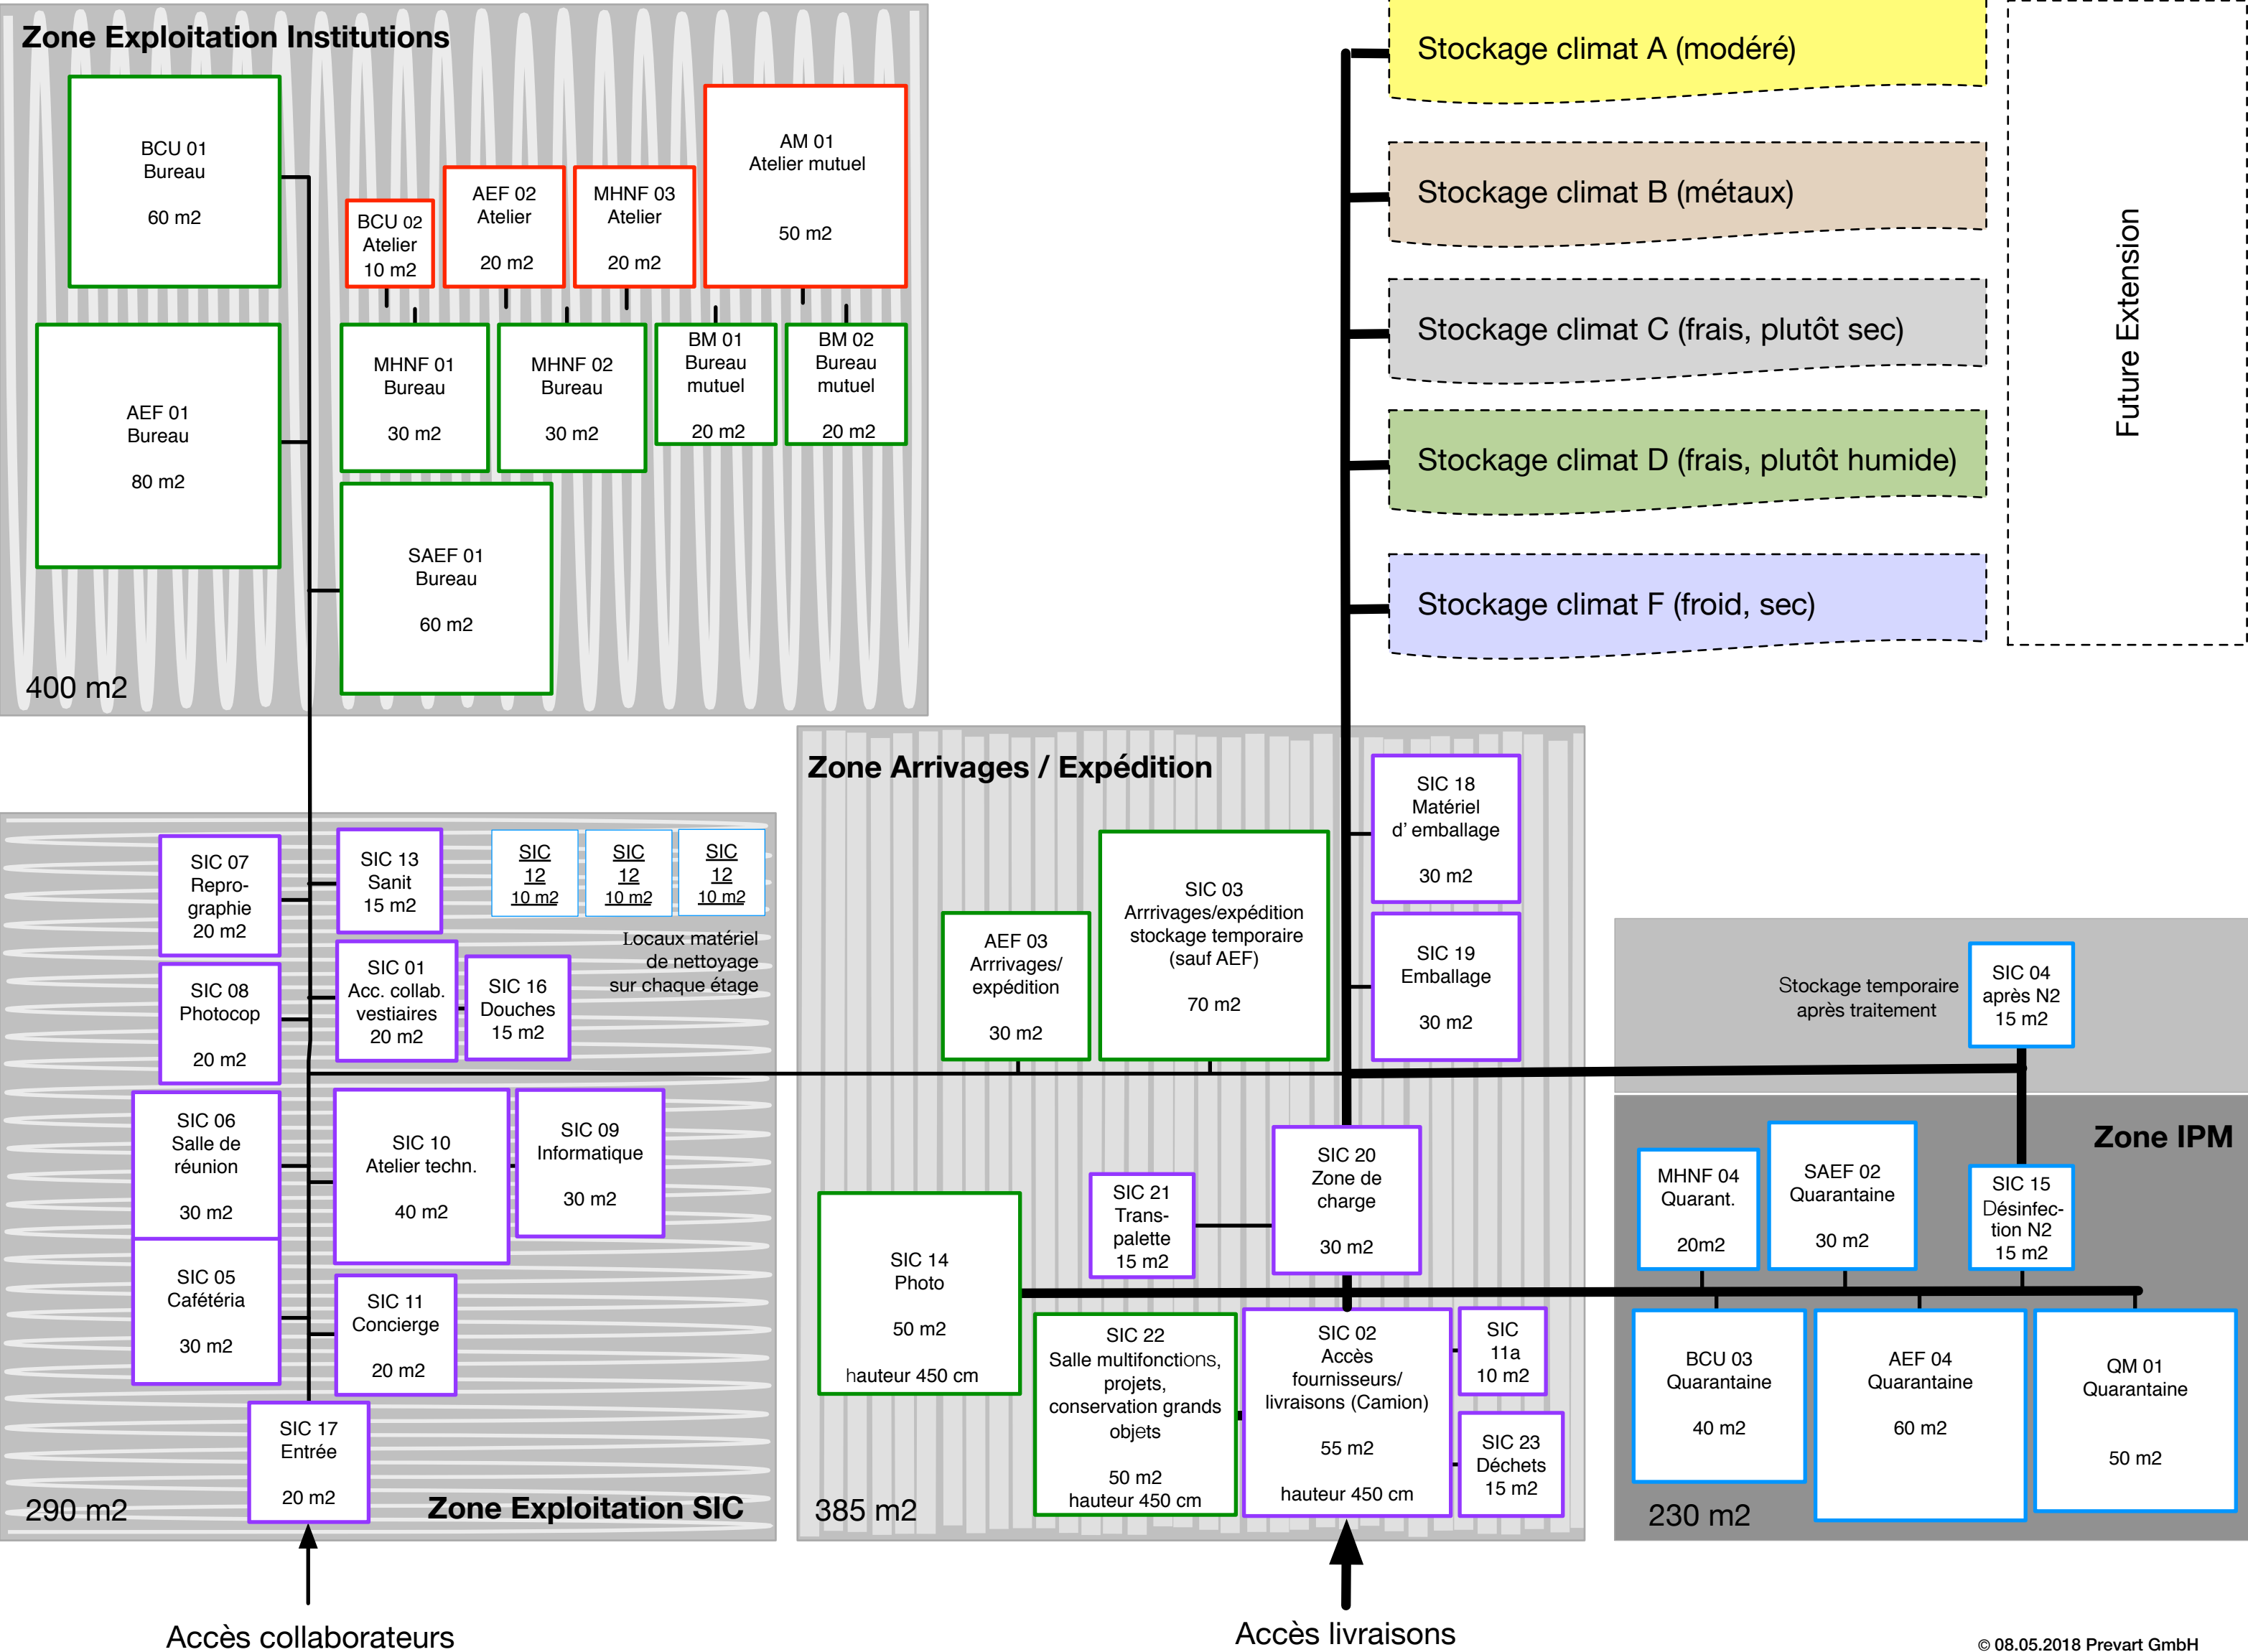 Zone Exploitation Institutions
BCU 01
Bureau
60 m2
AEF 01
Bureau
80 m2
BCU 02
Atelier
10 m2
AEF 02
Atelier
20 m2
MHNF 03
Atelier
20 m2
AM 01
Atelier mutuel
50 m2
MHNF 01
Bureau
30 m2
MHNF 02
Bureau
30 m2
BM 01
Bureau
mutuel
20 m2
BM 02
Bureau
mutuel
20 m2
SAEF 01
Bureau
60 m2
400 m2
Stockage climat A (modéré)
Stockage climat B (métaux)
Stockage climat C (frais, plutôt sec)
Stockage climat D (frais, plutôt humide)
Stockage climat F (froid, sec)
Future Extension
SIC 07
Repro-
graphie
20 m2
SIC 13
Sanit
15 m2
SIC
12
10 m2
SIC
12
10 m2
SIC
12
10 m2
Locaux matériel
de nettoyage
sur chaque étage
SIC 08
Photocop
20 m2
SIC 01
Acc. collab.
vestiaires
20 m2
SIC 16
Douches
15 m2
SIC 06
Salle de
réunion
30 m2
SIC 10
Atelier techn.
40 m2
SIC 09
Informatique
30 m2
SIC 05
Cafétéria
30 m2
SIC 11
Concierge
20 m2
SIC 17
Entrée
20 m2
290 m2
Zone Exploitation SIC
Accès collaborateurs
Zone Arrivages / Expédition
SIC 18
Matériel
d’ emballage
30 m2
SIC 03
Arrrivages/expédition
stockage temporaire
(sauf AEF)
70 m2
AEF 03
Arrrivages/
expédition
30 m2
SIC 19
Emballage
30 m2
SIC 20
Zone de
charge
30 m2
SIC 21
Trans-
palette
15 m2
SIC 14
Photo
50 m2
hauteur 450 cm
SIC 22
Salle multifonctions,
projets,
conservation grands
objets
50 m2
hauteur 450 cm
SIC 02
Accès
fournisseurs/
livraisons (Camion)
55 m2
hauteur 450 cm
SIC
11a
10 m2
SIC 23
Déchets
15 m2
385 m2
Accès livraisons
Stockage temporaire
après traitement
SIC 04
après N2
15 m2
Zone IPM
MHNF 04
Quarant.
20m2
SAEF 02
Quarantaine
30 m2
SIC 15
Désinfec-
tion N2
15 m2
BCU 03
Quarantaine
40 m2
AEF 04
Quarantaine
60 m2
QM 01
Quarantaine
50 m2
230 m2
© 08.05.2018 Prevart GmbH